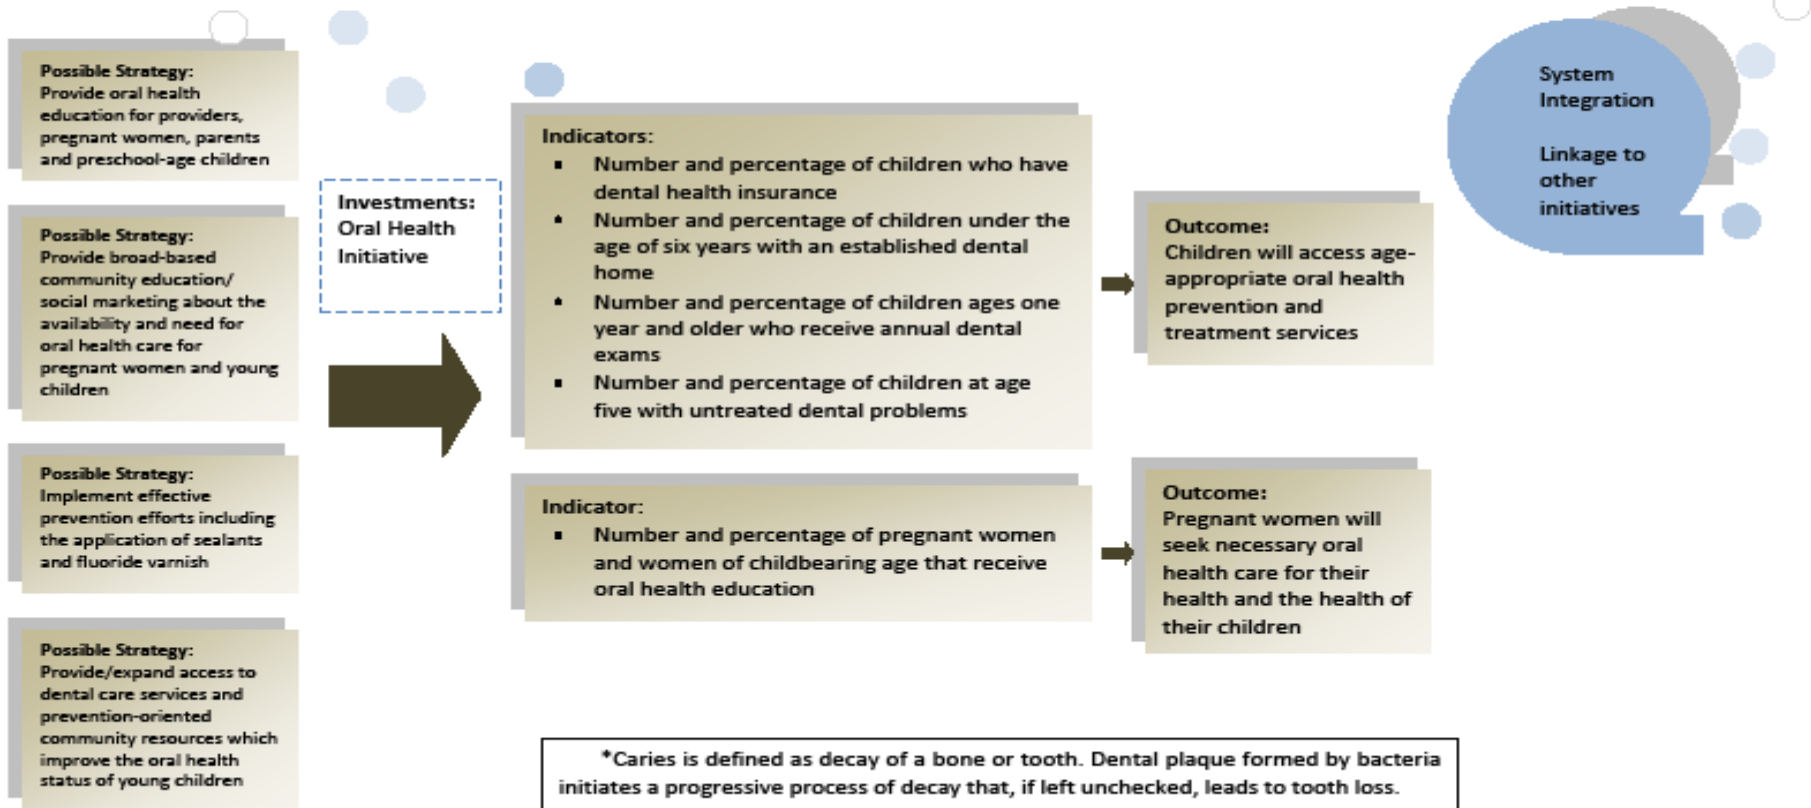 Possible Strategy:
Provide oral health
education for providers,
pregnant women, parents
and preschool-age children
Possible Strategy:
Provide broad-based
community education/
social marketing about the
availability and need for
oral health care for
pregnant women and young
children
Possible Strategy:
Implement effective
prevention efforts including
the application of sealants
and fluoride varnish
Possible Strategy:
Provide/expand access to
dental care services and
prevention-oriented
community resources which
improve the oral health
status of young children
Investments:
Oral Health
Initiative
Indicators:
▪ Number and percentage of children who have
dental health insurance
▪ Number and percentage of children under the
age of six years with an established dental
home
▪ Number and percentage of children ages one
year and older who receive annual dental
exams
▪ Number and percentage of children at age
five with untreated dental problems
Indicator:
▪ Number and percentage of pregnant women
and women of childbearing age that receive
oral health education
Outcome:
Children will access age-
appropriate oral health
prevention and
treatment services
Outcome:
Pregnant women will
seek necessary oral
health care for their
health and the health of
their children
System
Integration
Linkage to
other
initiatives
*Caries is defined as decay of a bone or tooth. Dental plaque formed by bacteria
initiates a progressive process of decay that, if left unchecked, leads to tooth loss.